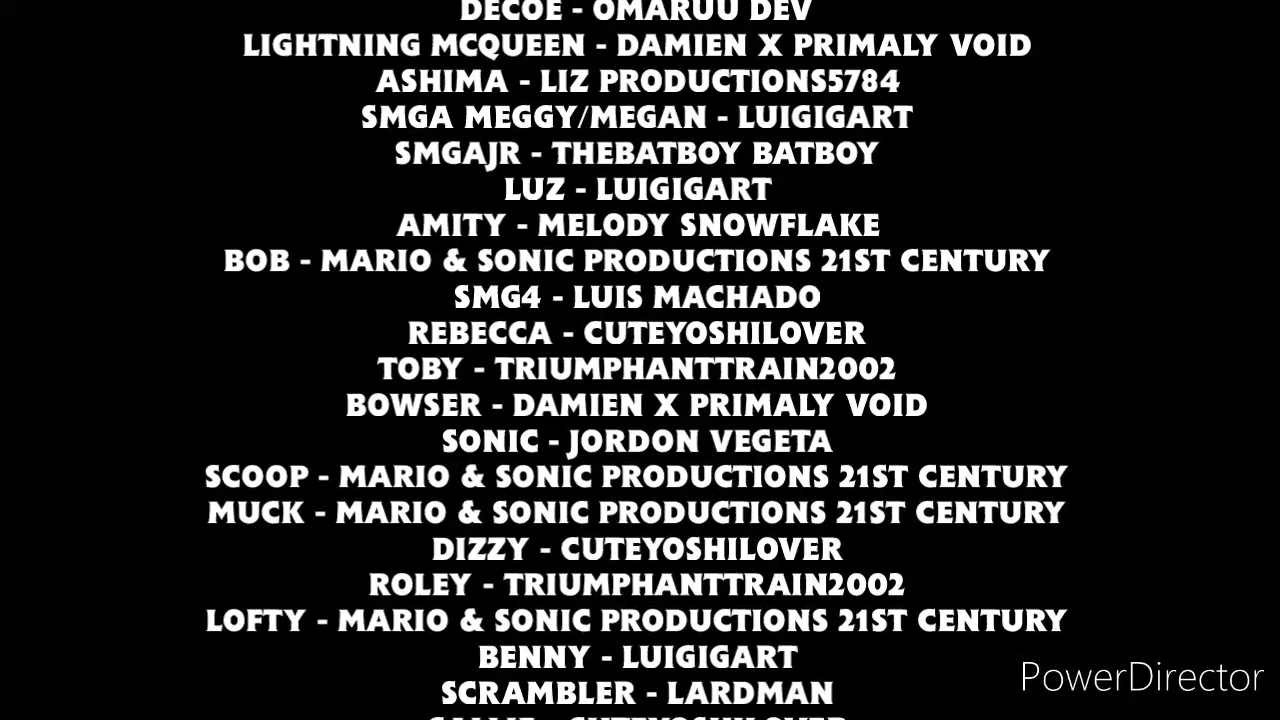 DECOE - OMARUU DEV
LIGHTNING MCQUEEN - DAMIEN X PRIMALY VOID
ASHIMA - LIZ PRODUCTIONS5784
SMGA MEGGY/MEGAN - LUIGIGART
SMGAJR - THEBATBOY BATBOY
LUZ - LUIGIGART
AMITY - MELODY SNOWFLAKE
BOB - MARIO & SONIC PRODUCTIONS 21ST CENTURY
SMG4 - LUIS MACHADO
REBECCA - CUTEYOSHILOVER
TOBY - TRIUMPHANTTRAIN2002
BOWSER - DAMIEN X PRIMALY VOID
SONIC - JORDON VEGETA
SCOOP - MARIO & SONIC PRODUCTIONS 21ST CENTURY
MUCK - MARIO & SONIC PRODUCTIONS 21ST CENTURY
DIZZY - CUTEYOSHILOVER
ROLEY - TRIUMPHANTTRAIN2002
LOFTY - MARIO & SONIC PRODUCTIONS 21ST CENTURY
BENNY - LUIGIGART
SCRAMBLER - LARDMAN
- CUTEYOSHILOVER
PowerDirector